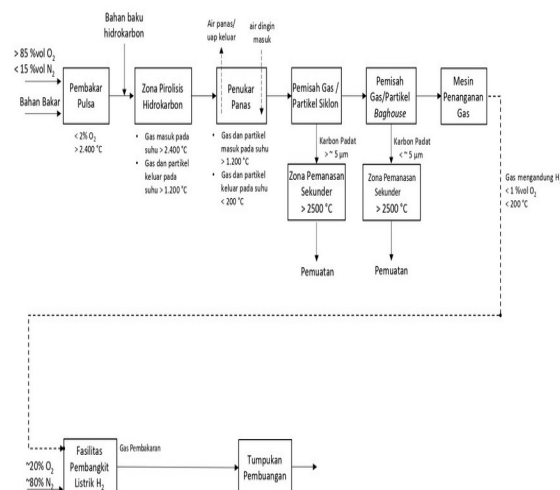 Bahan baku
hidrokarbon
Air panas/
uap keluar
air dingin
masuk
> 85 %vol O2
< 15 %vol N2
Bahan Bakar
Pembakar
Pulsa
Zona Pirolisis
Hidrokarbon
Penukar
Panas
Pemisah Gas /
Partikel Siklon
Pemisah
Gas/Partikel
Baghouse
Mesin
Penanganan
Gas
< 2% O2
> 2.400 °C
• Gas masuk pada
suhu > 2.400 °C
• Gas dan partikel
keluar pada
suhu > 1.200 °C
• Gas dan partikel
masuk pada suhu
> 1.200 °C
• Gas dan partikel
keluar pada suhu
< 200 °C
Karbon Padat
> ~ 5 µm
Karbon Padat
< ~ 5 µm
Zona Pemanasan
Sekunder
> 2500 °C
Zona Pemanasan
Sekunder
> 2500 °C
Pemuatan
Pemuatan
Gas mengandung H
< 1 %vol O2
< 200 °C
~20% O2
~80% N2
Fasilitas
Pembangkit
Listrik H2
Gas Pembakaran
Tumpukan
Pembuangan